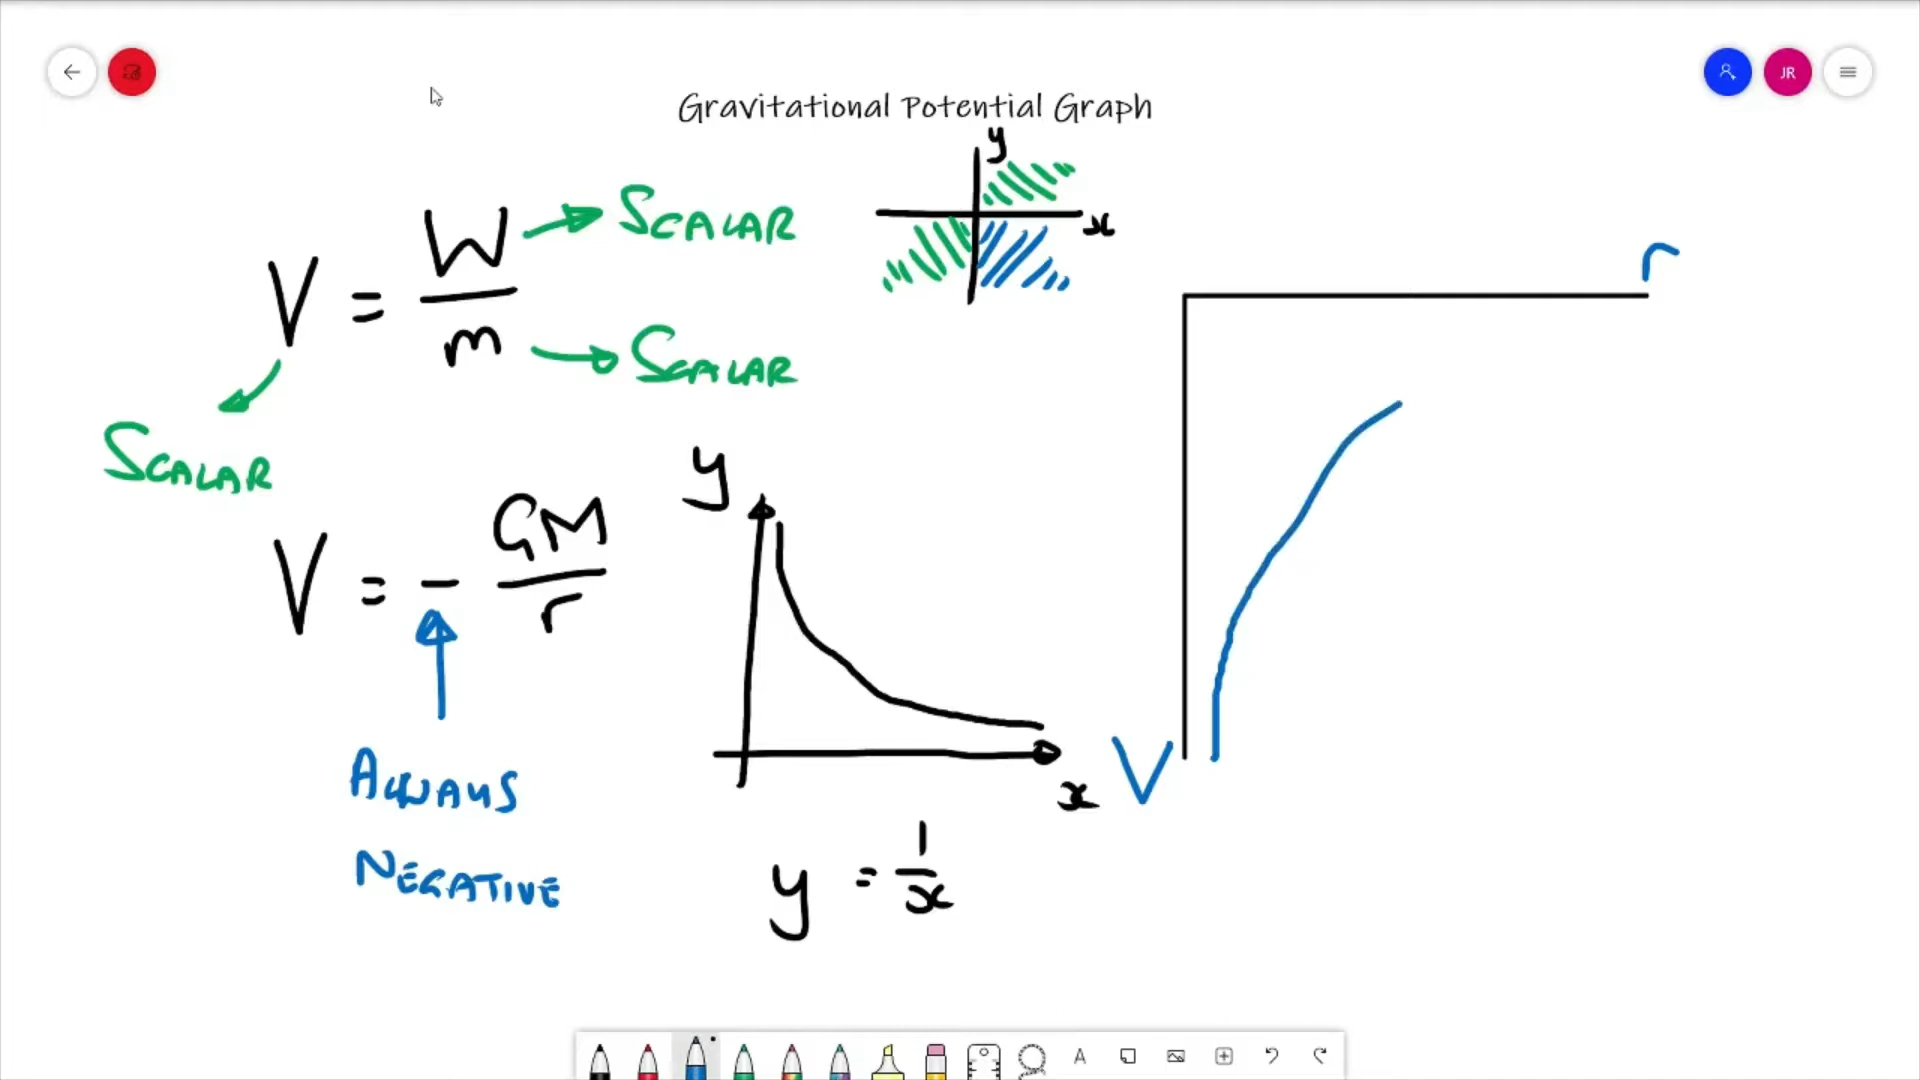 JR
Gravitational Potential Graph
y
x
V = W/m
SCALAR
SCALAR
SCALAR
V = - GM/r
ALWAYS
NEGATIVE
y
x
y = 1/x
r
V
A